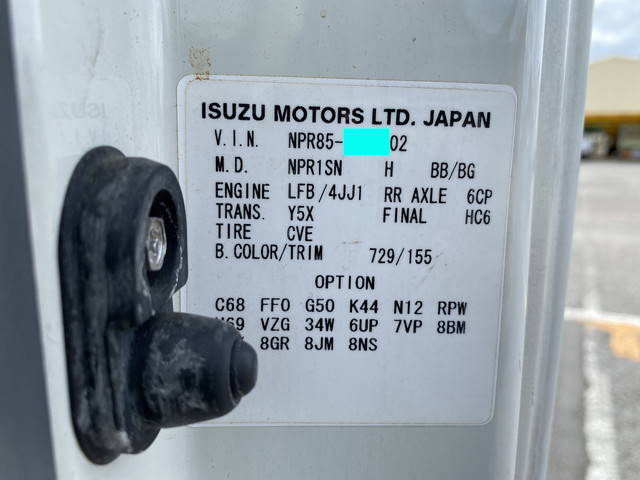 ISUZU MOTORS LTD. JAPAN
V.I.N. NPR85- 02
M.D. NPR1SN H BB/BG
ENGINE LFB/4JJ1 RR AXLE 6CP
TRANS. Y5X FINAL HC6
TIRE CVE
B.COLOR/TRIM 729/155
OPTION
C68 FF0 G50 K44 N12 RPW
69 VZG 34W 6UP 7VP 8BM
8GR 8JM 8NS